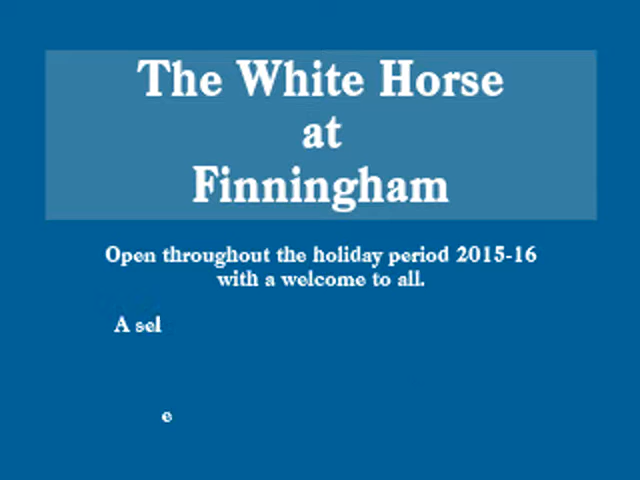 The White Horse
at
Finningham
Open throughout the holiday period 2015-16
with a welcome to all.
A sel
e